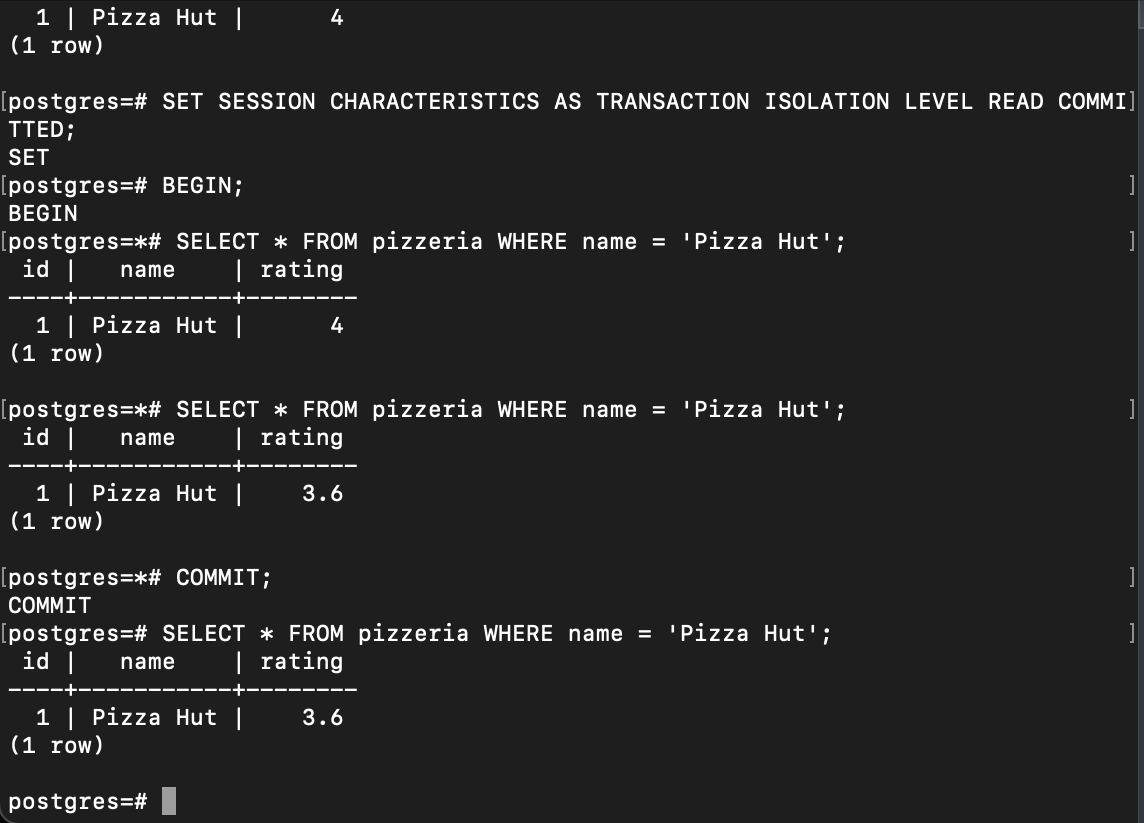 1 | Pizza Hut |      4
(1 row)

[postgres=# SET SESSION CHARACTERISTICS AS TRANSACTION ISOLATION LEVEL READ COMMI]
TTED;
SET
[postgres=# BEGIN; ]
BEGIN
[postgres=*# SELECT * FROM pizzeria WHERE name = 'Pizza Hut'; ]
 id |   name    | rating
----+-----------+--------
  1 | Pizza Hut |      4
(1 row)

[postgres=*# SELECT * FROM pizzeria WHERE name = 'Pizza Hut'; ]
 id |   name    | rating
----+-----------+--------
  1 | Pizza Hut |    3.6
(1 row)

[postgres=*# COMMIT; ]
COMMIT
[postgres=# SELECT * FROM pizzeria WHERE name = 'Pizza Hut'; ]
 id |   name    | rating
----+-----------+--------
  1 | Pizza Hut |    3.6
(1 row)

postgres=#